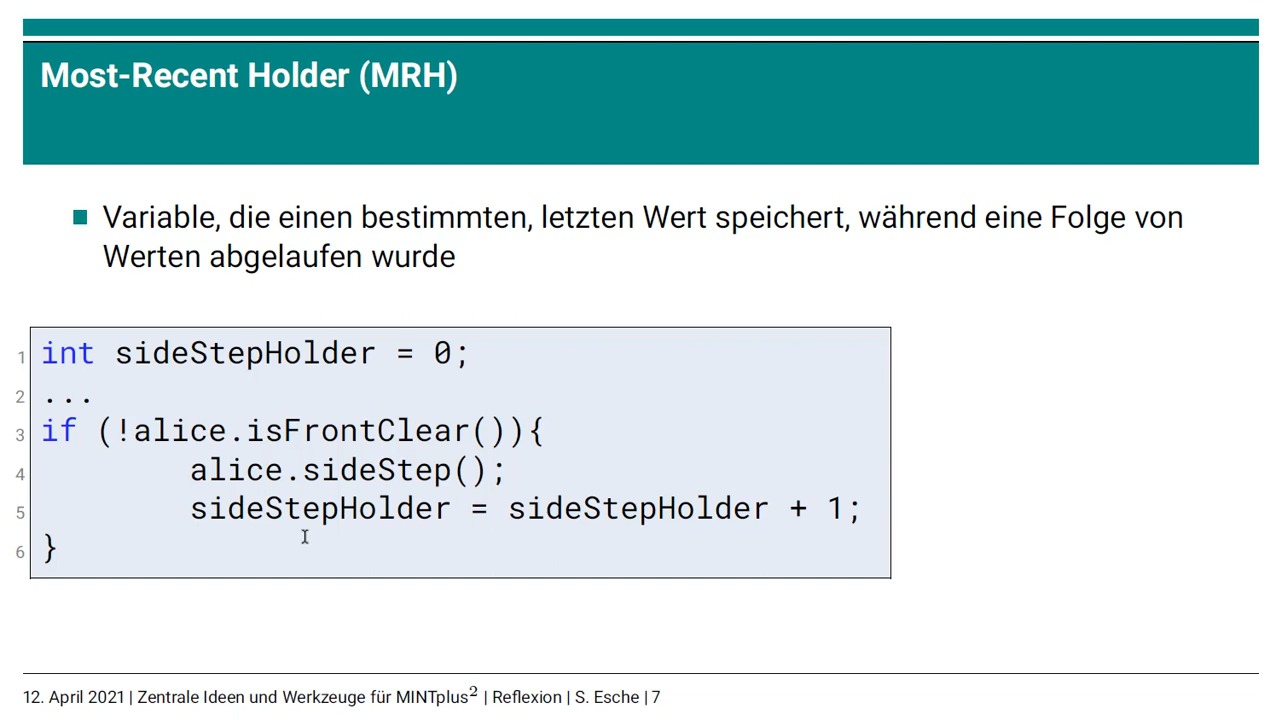 Most-Recent Holder (MRH)
Variable, die einen bestimmten, letzten Wert speichert, während eine Folge von
Werten abgelaufen wurde
1 int sideStepHolder = 0;
2 ...
3 if (!alice.isFrontClear()){
4 alice.sideStep();
5 sideStepHolder = sideStepHolder + 1;
6 }
12. April 2021 | Zentrale Ideen und Werkzeuge für MINTplus² | Reflexion | S. Esche | 7